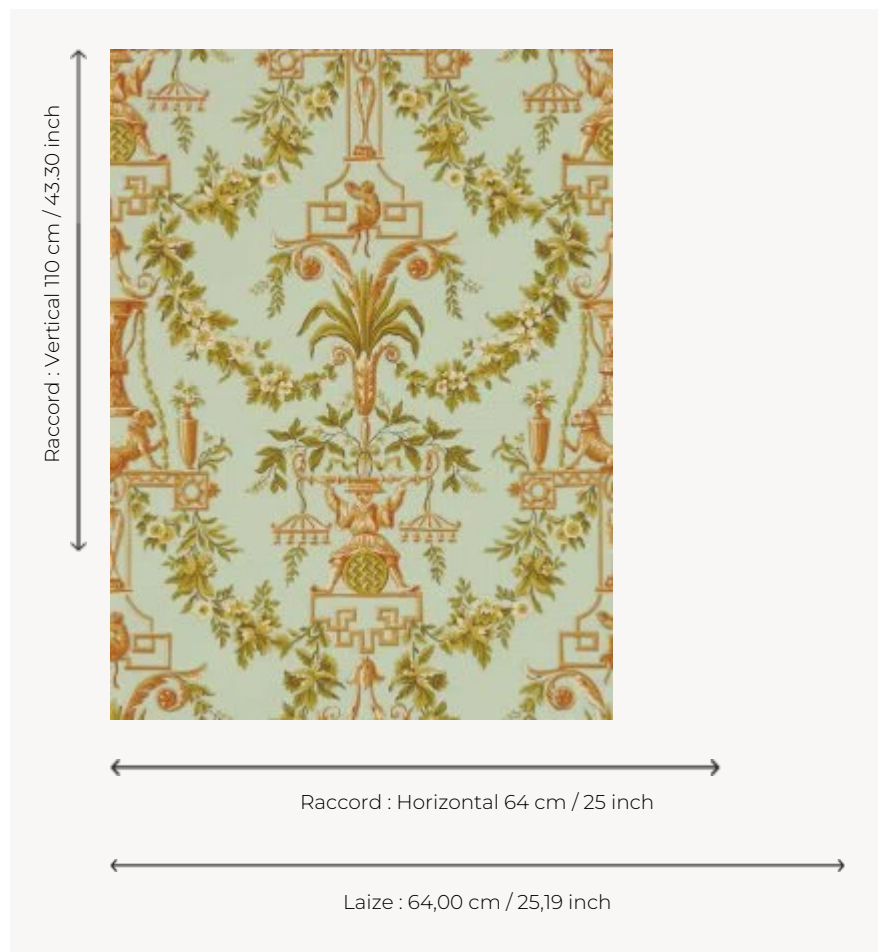 Raccord : Vertical 110 cm / 43.30 inch
Raccord : Horizontal 64 cm / 25 inch
Laize : 64,00 cm / 25,19 inch